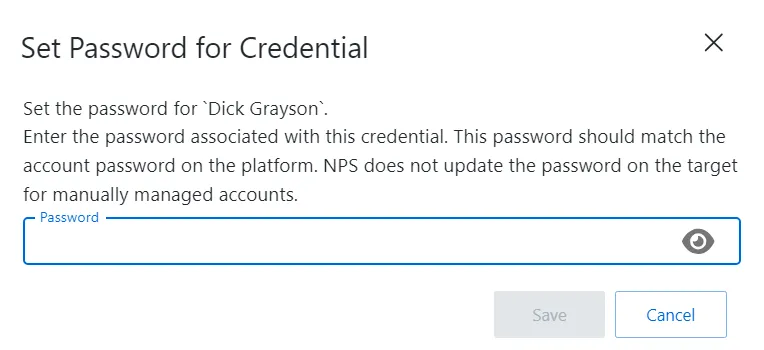 Set Password for Credential
Set the password for `Dick Grayson`.
Enter the password associated with this credential. This password should match the
account password on the platform. NPS does not update the password on the target
for manually managed accounts.
Password
Save
Cancel